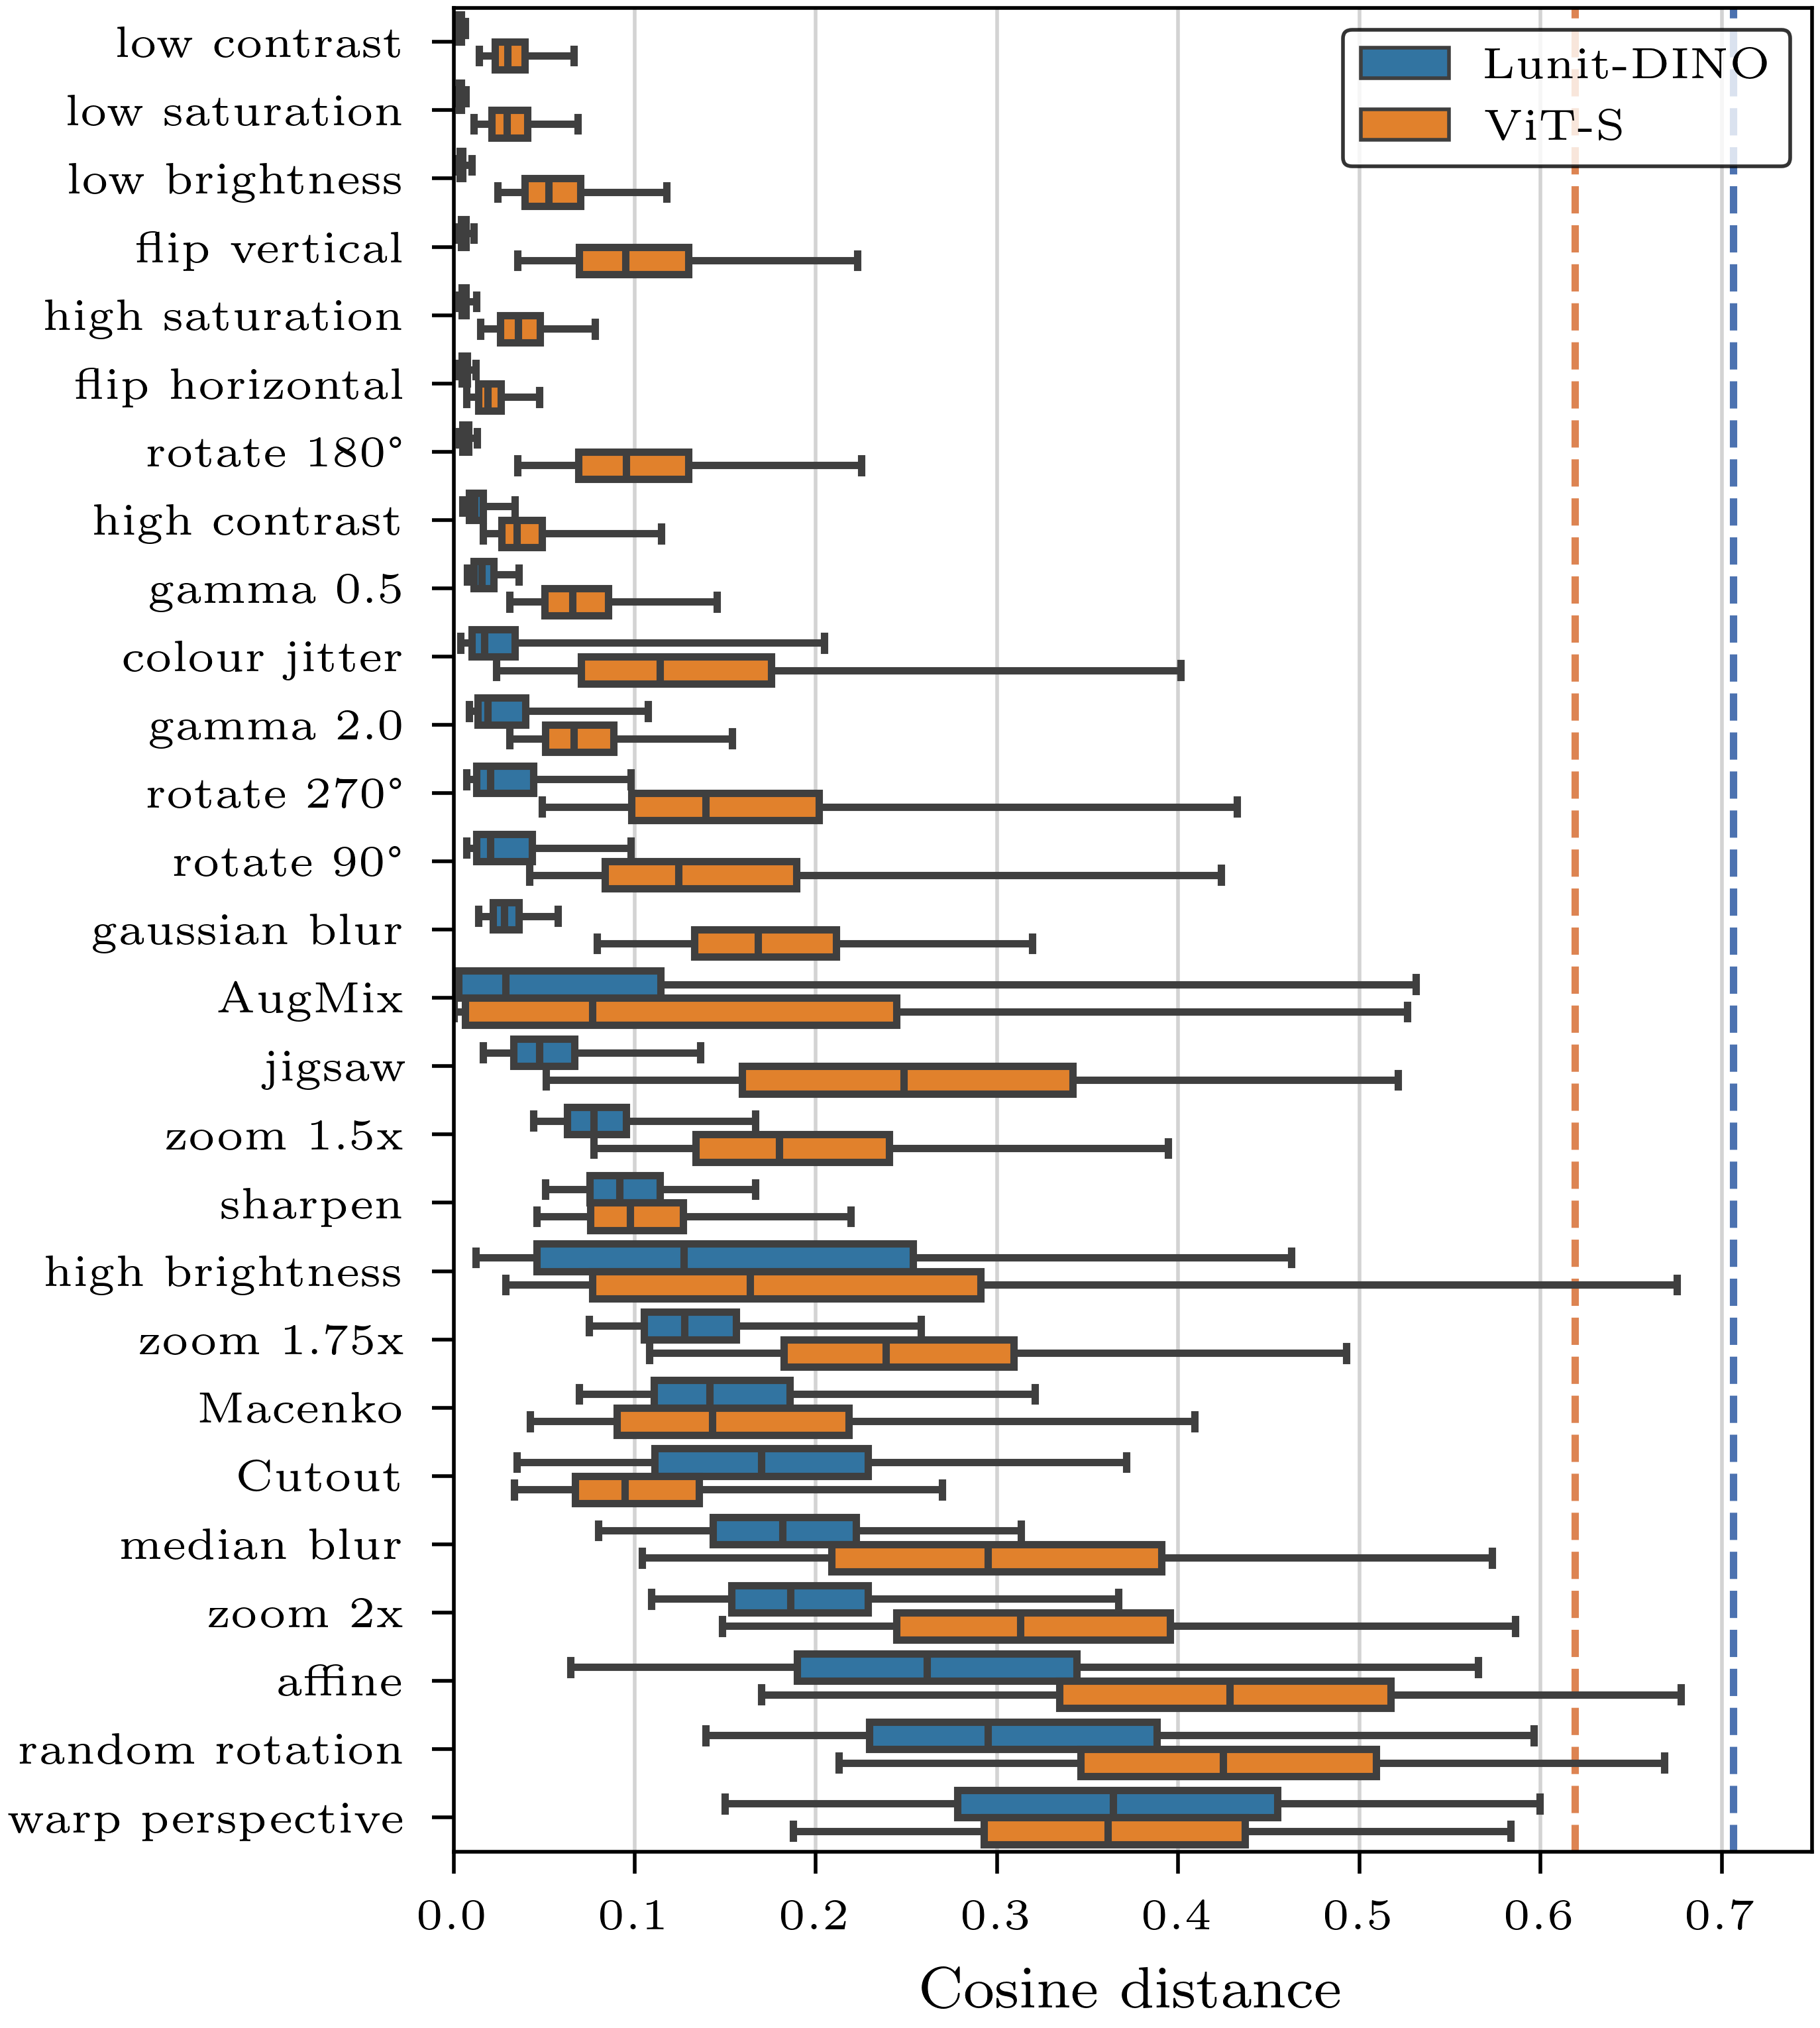 low contrast
low saturation
low brightness
flip vertical
high saturation
flip horizontal
rotate 180°
high contrast
gamma 0.5
colour jitter
gamma 2.0
rotate 270°
rotate 90°
gaussian blur
AugMix
jigsaw
zoom 1.5x
sharpen
high brightness
zoom 1.75x
Macenko
Cutout
median blur
zoom 2x
affine
random rotation
warp perspective
Lunit-DINO
ViT-S
0.0 0.1 0.2 0.3 0.4 0.5 0.6 0.7
Cosine distance